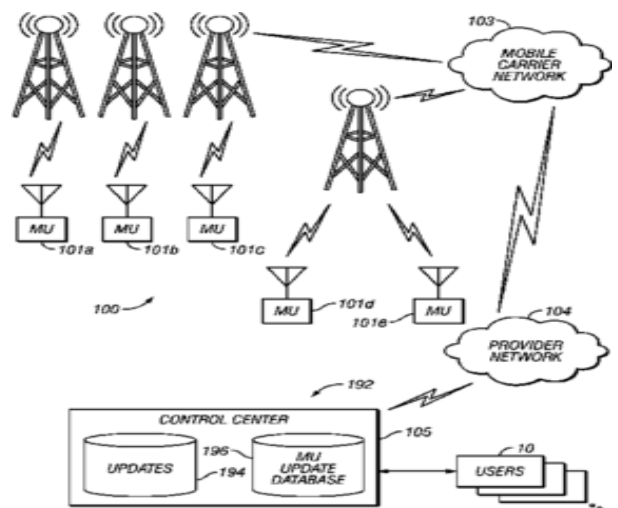 103
MOBILE
CARRIER
NETWORK
MU
MU
MU
101a
101b
101c
100
MU
101d
MU
101e
104
PROVIDER
NETWORK
192
CONTROL CENTER
105
UPDATES
194
196
MU
UPDATE
DATABASE
10
USERS